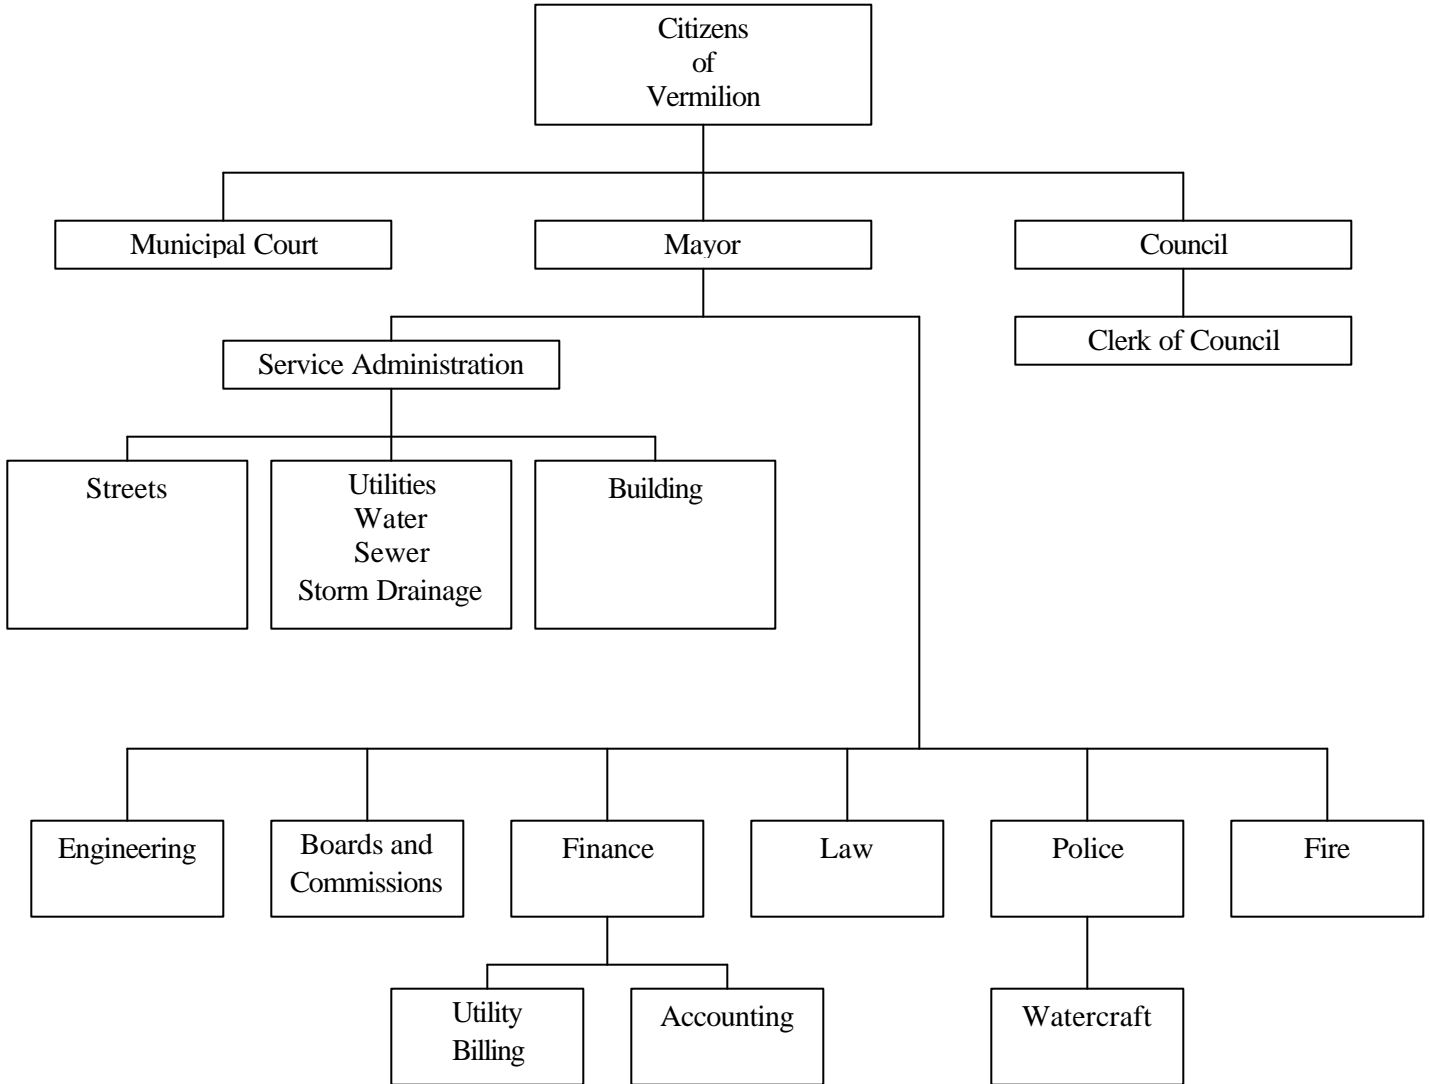 Citizens
of
Vermilion
Municipal Court
Mayor
Council
Clerk of Council
Service Administration
Streets
Utilities
Water
Sewer
Storm Drainage
Building
Engineering
Boards and
Commissions
Finance
Law
Police
Fire
Utility
Billing
Accounting
Watercraft